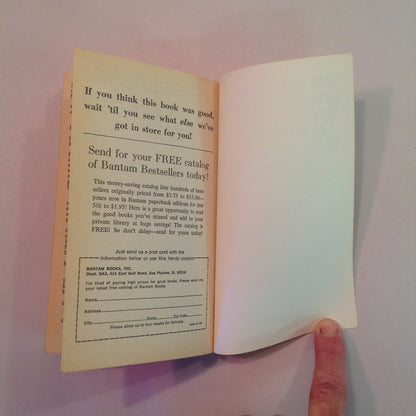 If you think this book was good,
wait 'til you see what else we've
got in store for you!
Send for your FREE catalog
of Bantam Bestsellers today!
This money-saving catalog lists hundreds of best-
sellers originally priced from $3.75 to $15.00—
yours now in Bantam paperback editions for just
50¢ to $1.95! Here is a great opportunity to read
the good books you've missed and add to your
private library at huge savings! The catalog is
FREE! So don't delay—send for yours today!
Just send us a post card with the
information below or use this handy coupon:
BANTAM BOOKS, INC.
Dept. GA3, 414 East Golf Road, Des Plaines, Ill. 60016
I'm tired of paying high prices for good books. Please send me
your latest free catalog of Bantam Books.
Name
Address
City State Zip Code
Please allow up to four weeks for delivery.